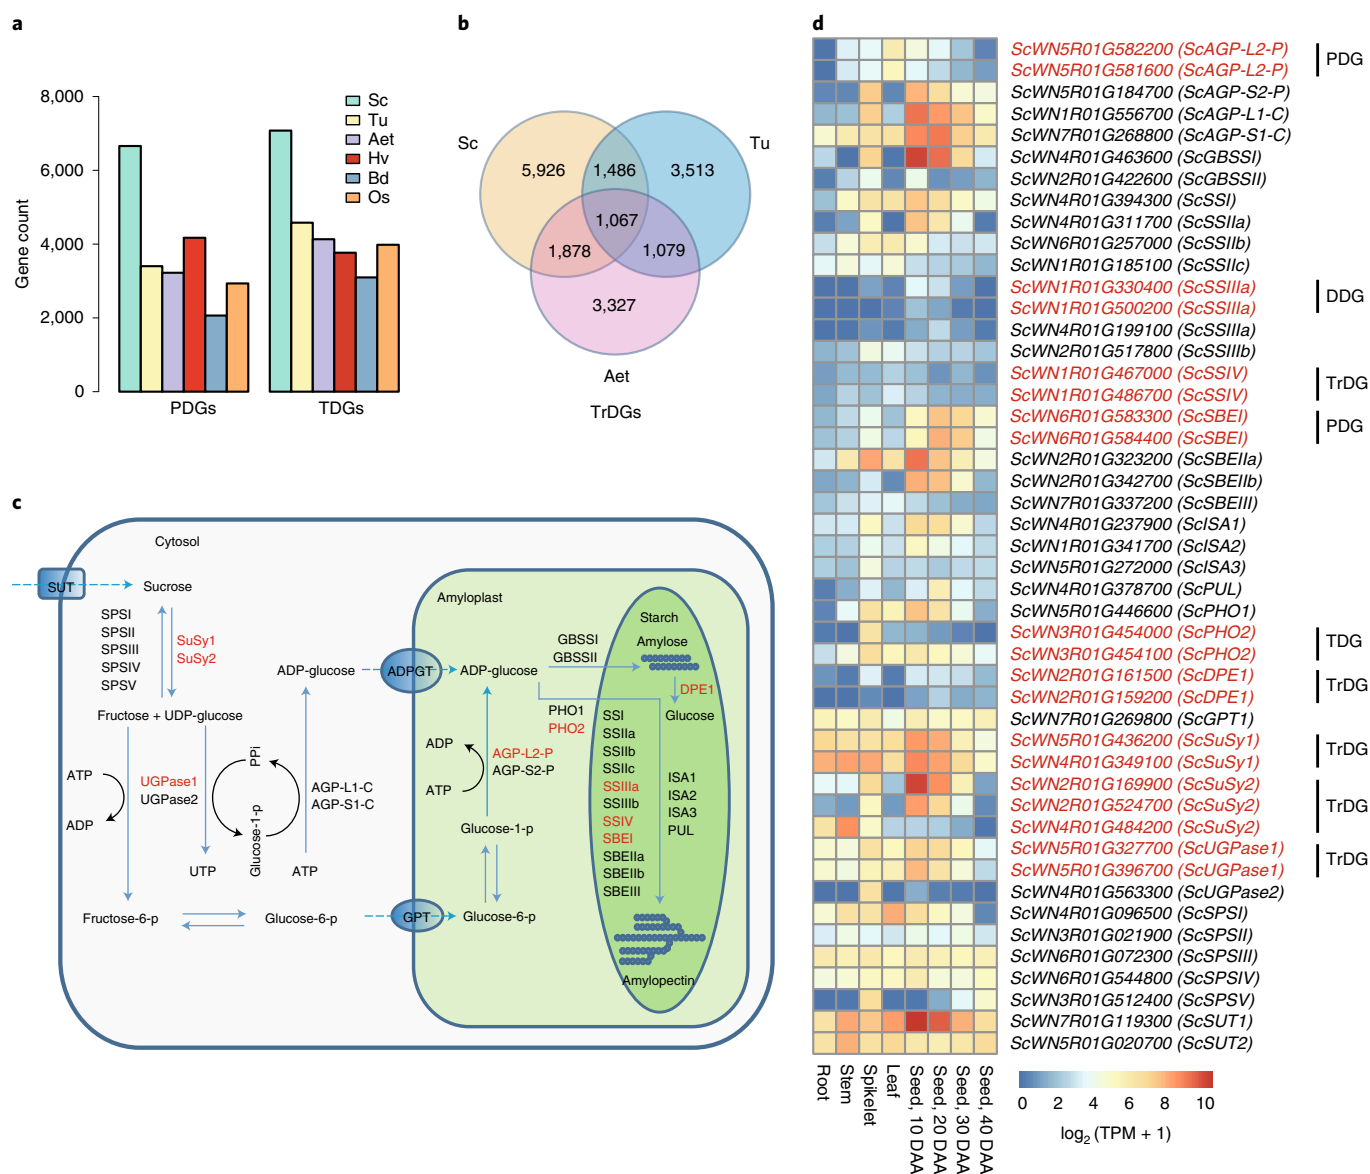 a
8,000
6,000
4,000
2,000
0
Gene count
Sc
Tu
Aet
Hv
Bd
Os
PDGs
TDGs
b
Sc
Tu
5,926
1,486
3,513
1,067
1,878
1,079
3,327
Aet
TrDGs
c
Cytosol
SUT
Sucrose
SPSI
SPSII
SPSIII
SPSIV
SPSV
SuSy1
SuSy2
Fructose + UDP-glucose
ATP
ADP
UGPase1
UGPase2
UTP
PPi
Glucose-1-p
AGP-L1-C
AGP-S1-C
ATP
ADP-glucose
Fructose-6-p
Glucose-6-p
Amyloplast
ADPGT
ADP-glucose
ADP
ATP
AGP-L2-P
AGP-S2-P
Glucose-1-p
GPT
Glucose-6-p
GBSSI
GBSSII
PHO1
PHO2
Starch
Amylose
DPE1
Glucose
SSI
SSIIa
SSIIb
SSIIc
SSIIIa
SSIIIb
SSIV
SBEI
SBEIIa
SBEIIb
SBEIII
ISA1
ISA2
ISA3
PUL
Amylopectin
d
ScWN5R01G582200 (ScAGP-L2-P)
ScWN5R01G581600 (ScAGP-L2-P)
PDG
ScWN5R01G184700 (ScAGP-S2-P)
ScWN1R01G556700 (ScAGP-L1-C)
ScWN7R01G268800 (ScAGP-S1-C)
ScWN4R01G463600 (ScGBSSI)
ScWN2R01G422600 (ScGBSSII)
ScWN4R01G394300 (ScSSI)
ScWN4R01G311700 (ScSSIIa)
ScWN6R01G257000 (ScSSIIb)
ScWN1R01G185100 (ScSSIIc)
ScWN1R01G330400 (ScSSIIIa)
ScWN1R01G500200 (ScSSIIIa)
DDG
ScWN4R01G199100 (ScSSIIIa)
ScWN2R01G517800 (ScSSIIIb)
ScWN1R01G467000 (ScSSIV)
ScWN1R01G486700 (ScSSIV)
TrDG
ScWN6R01G583300 (ScSBEI)
ScWN6R01G584400 (ScSBEI)
PDG
ScWN2R01G323200 (ScSBEIIa)
ScWN2R01G342700 (ScSBEIIb)
ScWN7R01G337200 (ScSBEIII)
ScWN4R01G237900 (ScISA1)
ScWN1R01G341700 (ScISA2)
ScWN5R01G272000 (ScISA3)
ScWN4R01G378700 (ScPUL)
ScWN5R01G446600 (ScPHO1)
ScWN3R01G454000 (ScPHO2)
ScWN3R01G454100 (ScPHO2)
TDG
ScWN2R01G161500 (ScDPE1)
ScWN2R01G159200 (ScDPE1)
TrDG
ScWN7R01G269800 (ScGPT1)
ScWN5R01G436200 (ScSuSy1)
ScWN4R01G349100 (ScSuSy1)
TrDG
ScWN2R01G169900 (ScSuSy2)
ScWN2R01G524700 (ScSuSy2)
ScWN4R01G484200 (ScSuSy2)
TrDG
ScWN5R01G327700 (ScUGPase1)
ScWN5R01G396700 (ScUGPase1)
TrDG
ScWN4R01G563300 (ScUGPase2)
ScWN4R01G096500 (ScSPSI)
ScWN3R01G021900 (ScSPSII)
ScWN6R01G072300 (ScSPSIII)
ScWN6R01G544800 (ScSPSIV)
ScWN3R01G512400 (ScSPSV)
ScWN7R01G119300 (ScSUT1)
ScWN5R01G020700 (ScSUT2)
Root
Stem
Spikelet
Leaf
Seed, 10 DAA
Seed, 20 DAA
Seed, 30 DAA
Seed, 40 DAA
0 2 4 6 8 10
log2 (TPM + 1)